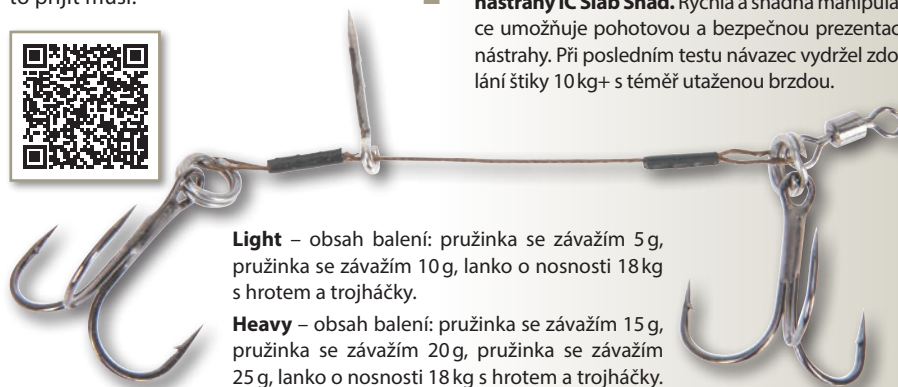 to přijít musí.
nástrahy IC Slab Shad. Rychlá a snadná manipula-
ce umožňuje pohotovou a bezpečnou prezentac
nástrahy. Při posledním testu návazec vydržel zdo-
lání štiky 10 kg+ s téměř utaženou brzdou.
Light – obsah balení: pružinka se závažím 5 g,
pružinka se závažím 10 g, lanko o nosnosti 18 kg
s hrotem a trojháčky.
Heavy – obsah balení: pružinka se závažím 15 g,
pružinka se závažím 20 g, pružinka se závažím
25 g, lanko o nosnosti 18 kg s hrotem a trojháčky.